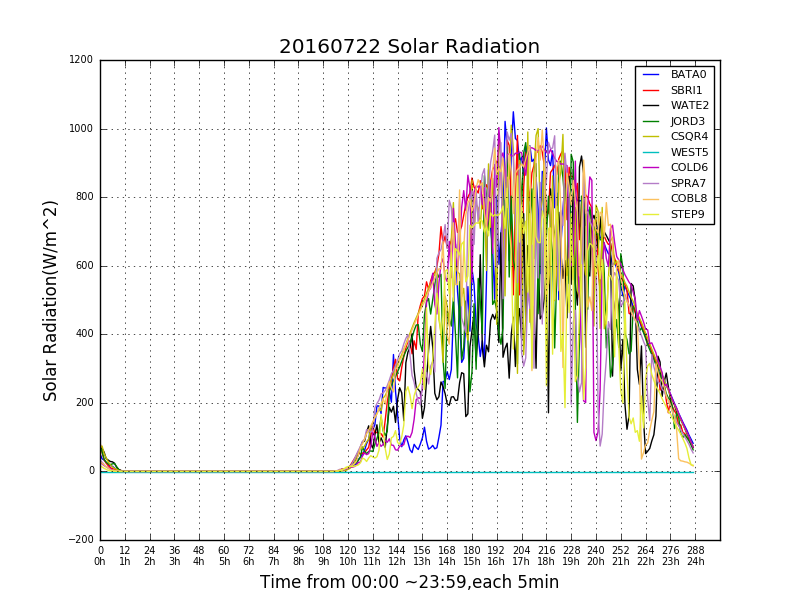 20160722 Solar Radiation
1200
1000
800
600
400
200
0
−200
Solar Radiation(W/m^2)
BATA0
SBRI1
WATE2
JORD3
CSQR4
WEST5
COLD6
SPRA7
COBL8
STEP9
0 12 24 36 48 60 72 84 96 108 120 132 144 156 168 180 192 204 216 228 240 252 264 276 288
0h 1h 2h 3h 4h 5h 6h 7h 8h 9h 10h 11h 12h 13h 14h 15h 16h 17h 18h 19h 20h 21h 22h 23h 24h
Time from 00:00 ~23:59,each 5min